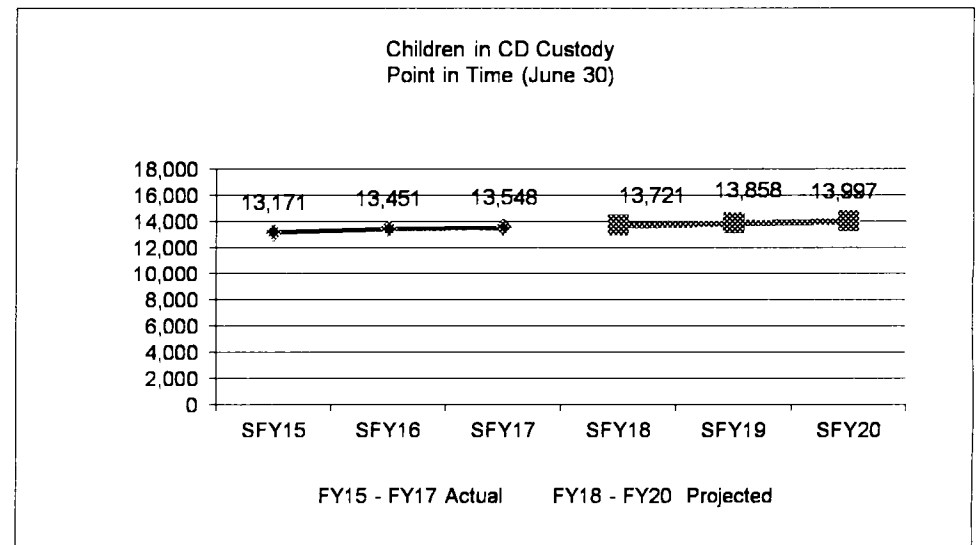 Children in CD Custody
Point in Time (June 30)
18,000
16,000
14,000
12,000
10,000
8,000
6,000
4,000
2,000
0
13,171 13,451 13,548 13,721 13,858 13,997
SFY15 SFY16 SFY17 SFY18 SFY19 SFY20
FY15 - FY17 Actual FY18 - FY20 Projected